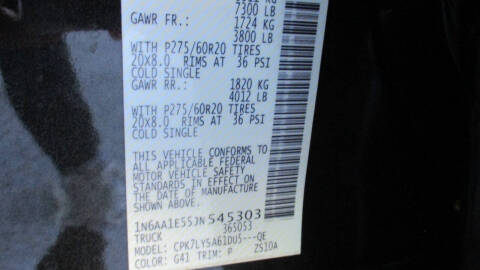 7300 LB
GAWR FR.: 1724 KG
3800 LB
WITH P275/60R20 TIRES
20X8.0 RIMS AT 36 PSI
COLD SINGLE
GAWR RR.: 1820 KG
4012 LB
WITH P275/60R20 TIRES
20X8.0 RIMS AT 36 PSI
COLD SINGLE
THIS VEHICLE CONFORMS TO
ALL APPLICABLE FEDERAL
MOTOR VEHICLE SAFETY
STANDARDS IN EFFECT ON
THE DATE OF MANUFACTURE
SHOWN ABOVE.
1N6AA1E55JN545303
TRUCK 365053
MODEL: CPK7LYSA61DU5---QE
COLOR: G41 TRIM: P ZS10A